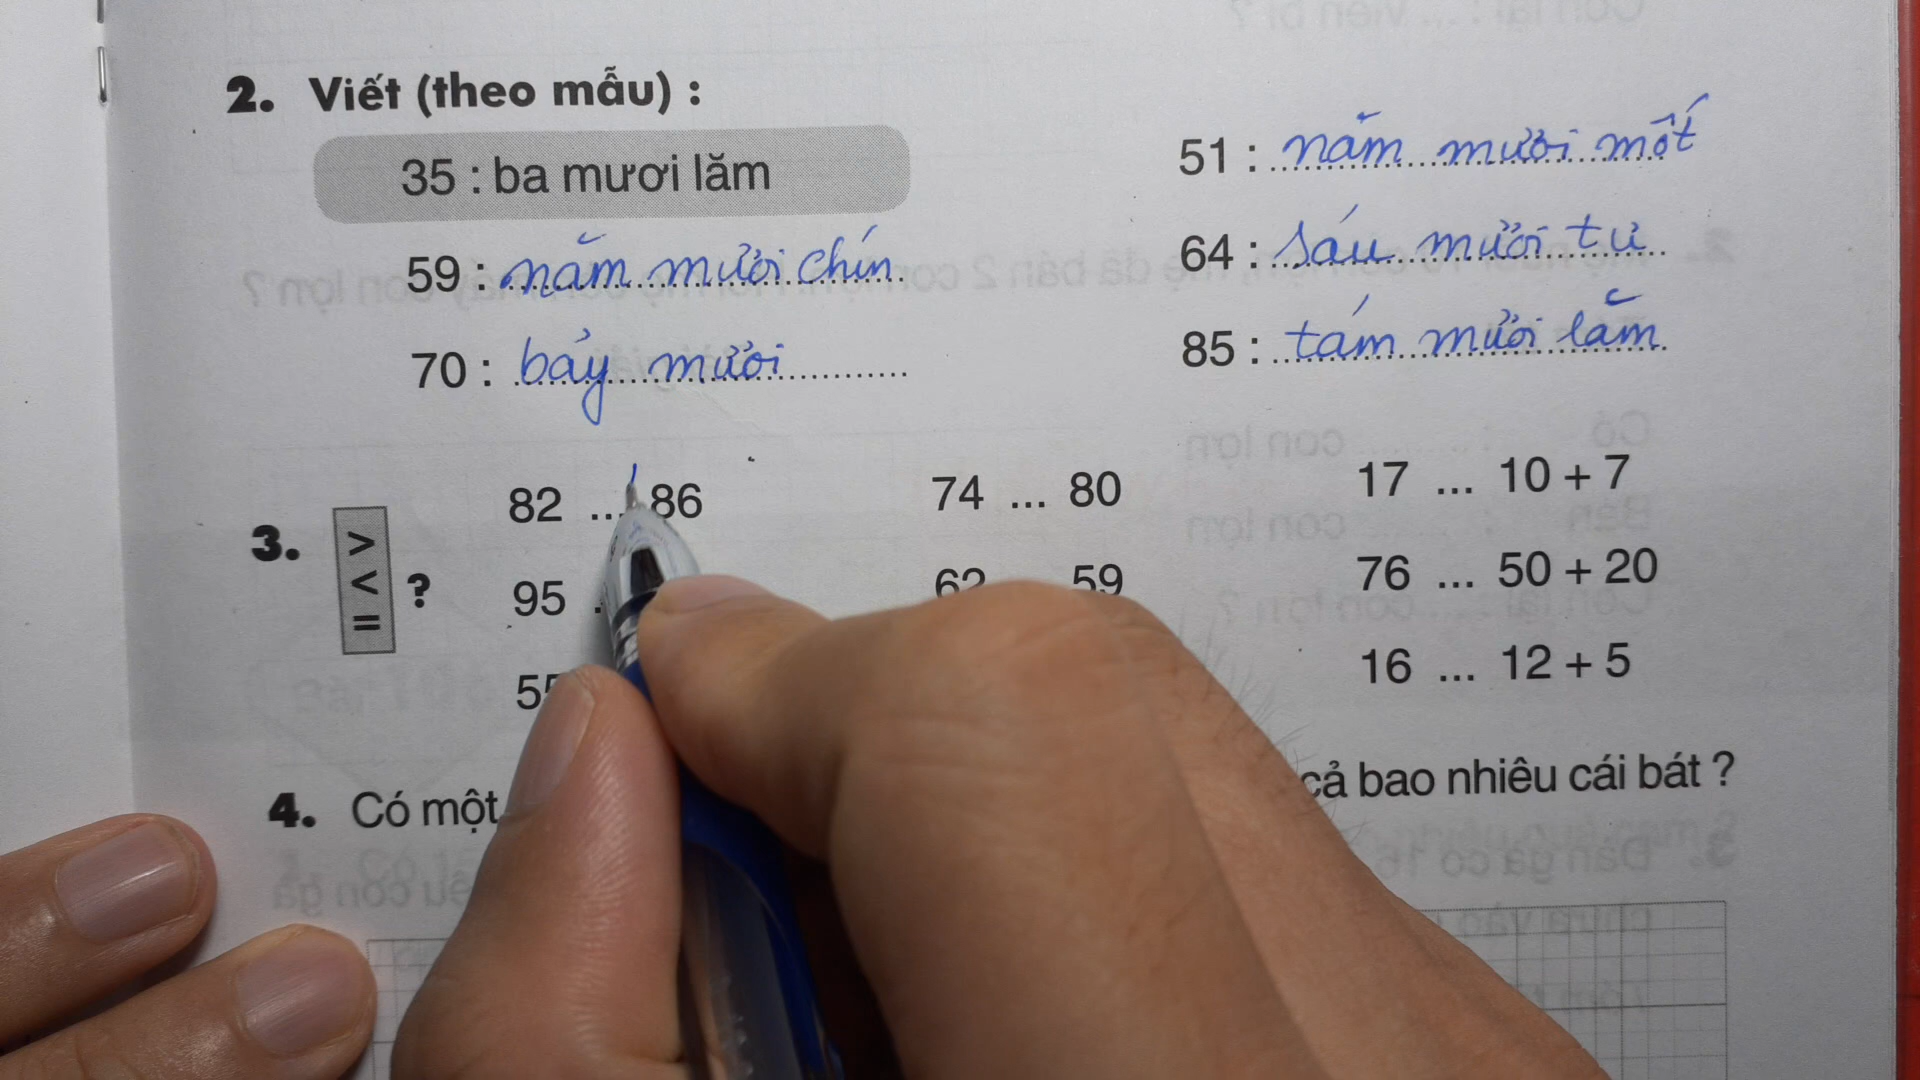 2. Viết (theo mẫu) :
35 : ba mươi lăm
59 : năm mươi chín
70 : bảy mươi
51 : năm mươi mốt
64 : sáu mươi tư
85 : tám mươi lăm
3. > < = ?
82 ... 86
74 ... 80
17 ... 10 + 7
95
62 59
76 ... 50 + 20
16 ... 12 + 5
4. Có một cả bao nhiêu cái bát ?